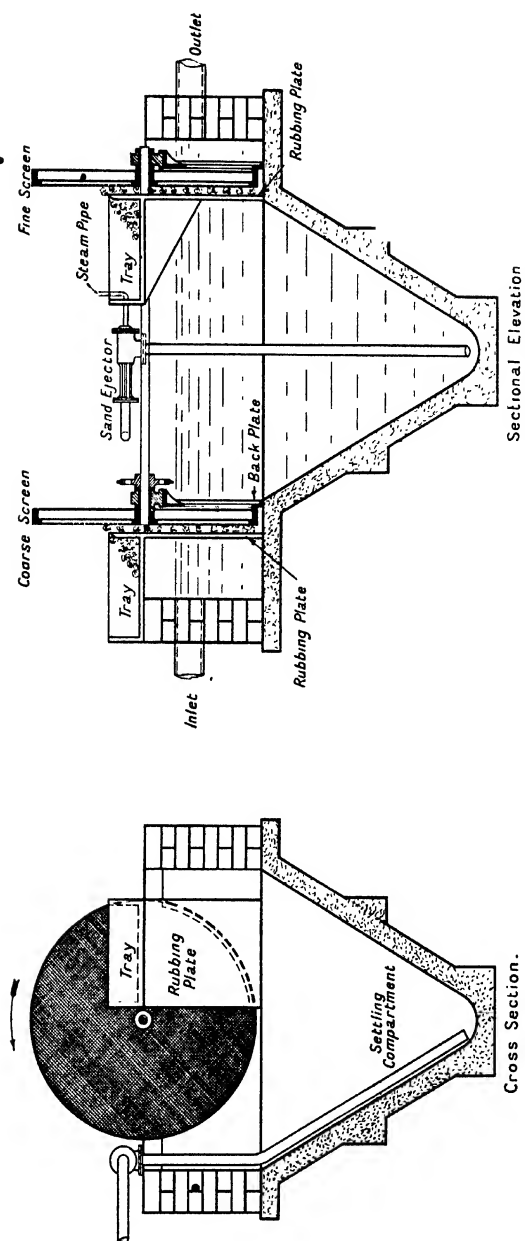 Coarse Screen
Fine Screen
Steam Pipe
Sand Ejector
Tray
Tray
Outlet
Rubbing Plate
Back Plate
Rubbing Plate
Inlet
Sectional Elevation
Tray
Rubbing
Plate
Settling
Compartment
Cross Section.